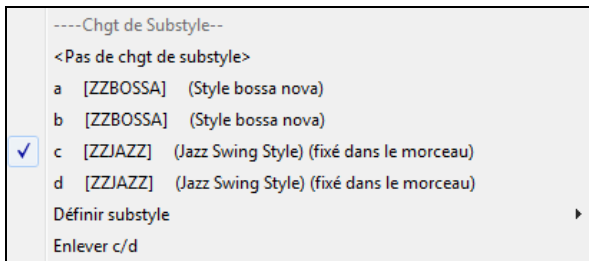 ----Chgt de Substyle--
<Pas de chgt de substyle>
a [ZZBOSSA] (Style bossa nova)
b [ZZBOSSA] (Style bossa nova)
c [ZZJAZZ] (Jazz Swing Style) (fixé dans le morceau)
d [ZZJAZZ] (Jazz Swing Style) (fixé dans le morceau)
Définir substyle
Enlever c/d